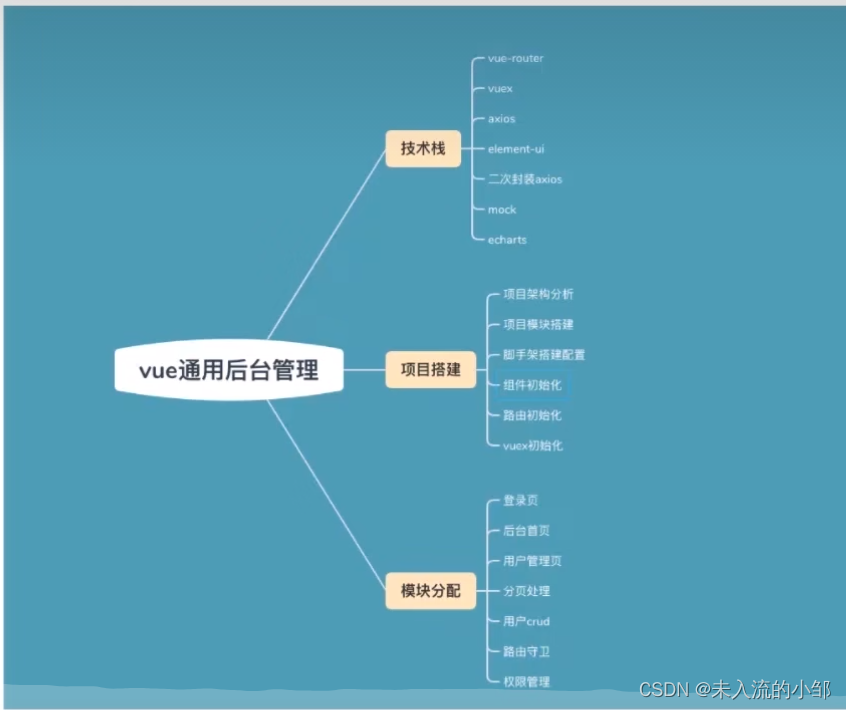 vue通用后台管理
技术栈
vue-router
vuex
axios
element-ui
二次封装axios
mock
echarts
项目搭建
项目架构分析
项目模块搭建
脚手架搭建配置
组件初始化
路由初始化
vuex初始化
模块分配
登录页
后台首页
用户管理页
分页处理
用户crud
路由守卫
权限管理
CSDN @未入流的小邹